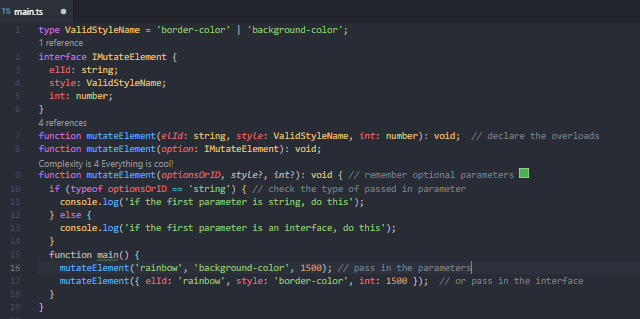 TS main.ts
1 type ValidStyleName = 'border-color' | 'background-color';
1 reference
2 interface IMutateElement {
3 elId: string;
4 style: ValidStyleName;
5 int: number;
6 }
4 references
7 function mutateElement(elId: string, style: ValidStyleName, int: number): void; // declare the overloads
8 function mutateElement(option: IMutateElement): void;
Complexity is 4 Everything is cool!
9 function mutateElement(optionsOrID, style?, int?): void { // remember optional parameters
10 if (typeof optionsOrID == 'string') { // check the type of passed in parameter
11 console.log('if the first parameter is string, do this');
12 } else {
13 console.log('if the first parameter is an interface, do this');
14 }
15 function main() {
16 mutateElement('rainbow', 'background-color', 1500); // pass in the parameters
17 mutateElement({ elId: 'rainbow', style: 'border-color', int: 1500 }); // or pass in the interface
18 }
19 }